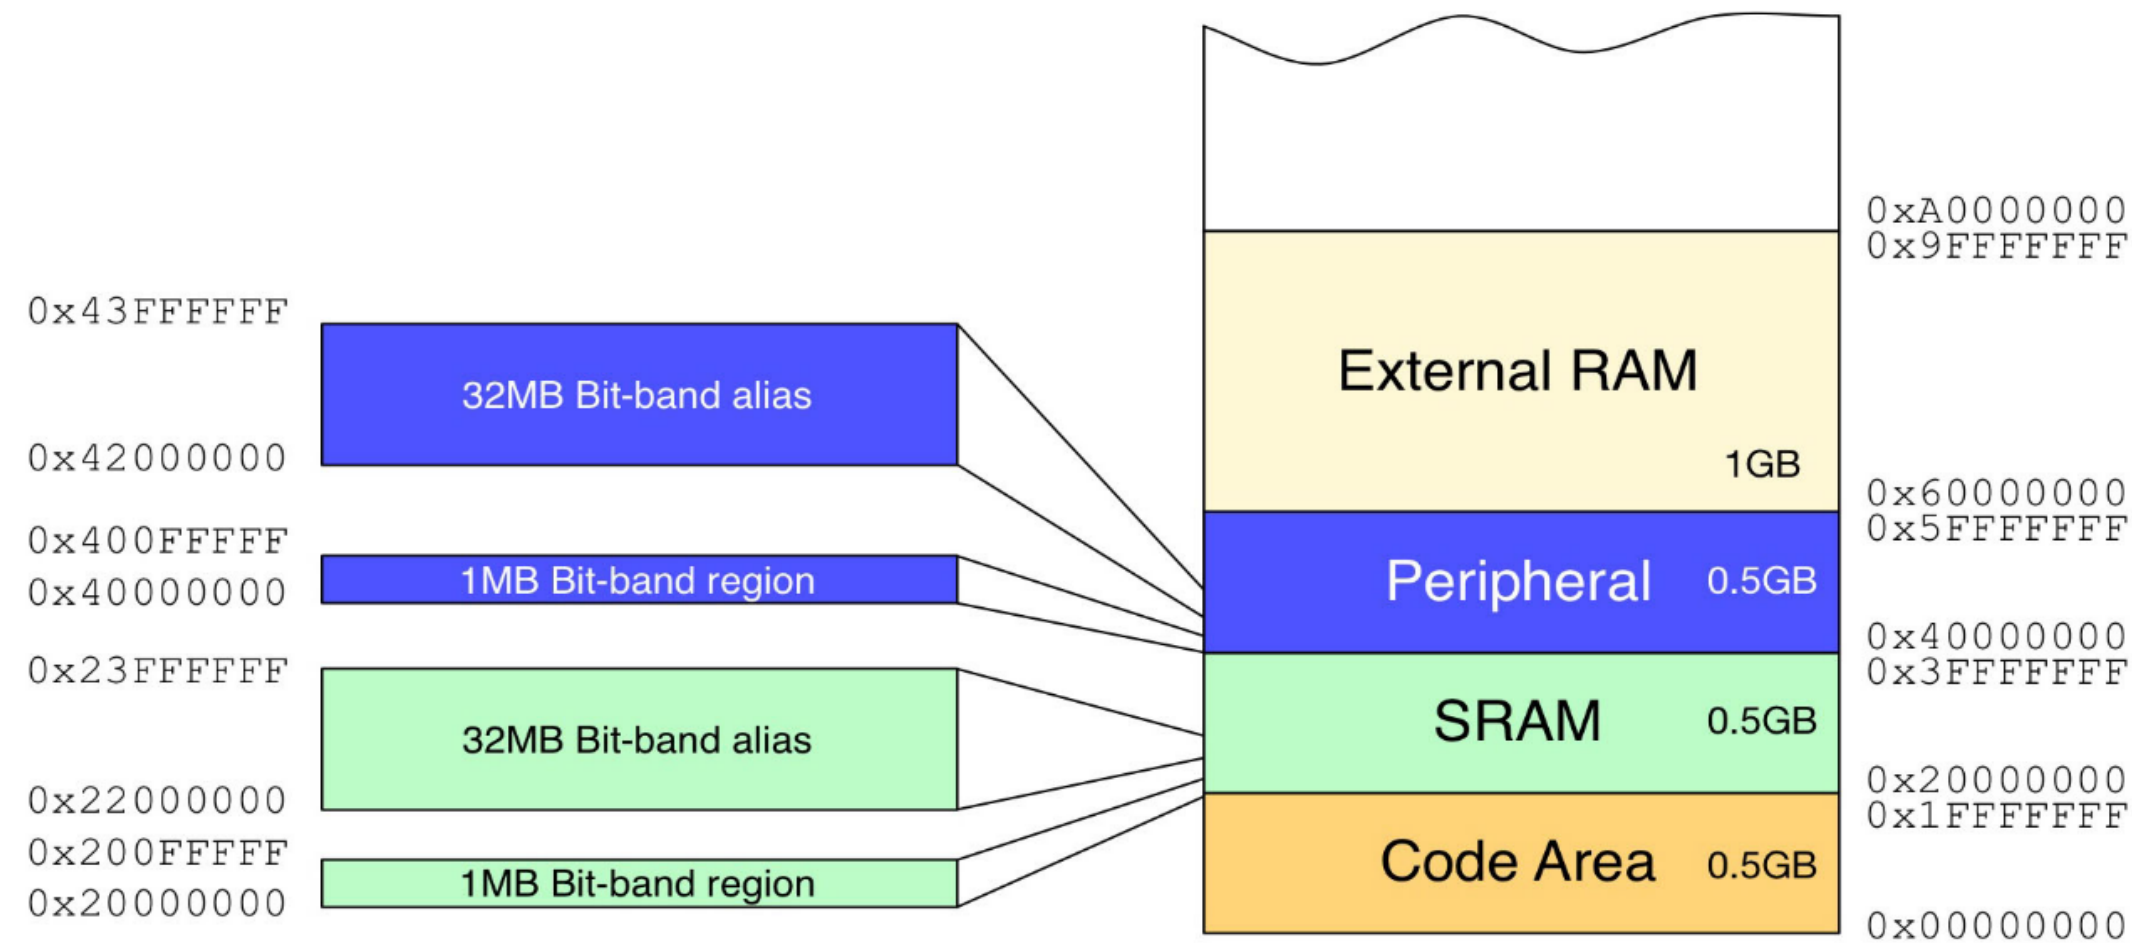 0xA0000000
0x9FFFFFFF
External RAM
1GB
0x60000000
0x5FFFFFFF
Peripheral 0.5GB
0x40000000
0x3FFFFFFF
SRAM 0.5GB
0x20000000
0x1FFFFFFF
Code Area 0.5GB
0x00000000
0x43FFFFFF
32MB Bit-band alias
0x42000000
0x400FFFFF
1MB Bit-band region
0x40000000
0x23FFFFFF
32MB Bit-band alias
0x22000000
0x200FFFFF
1MB Bit-band region
0x20000000